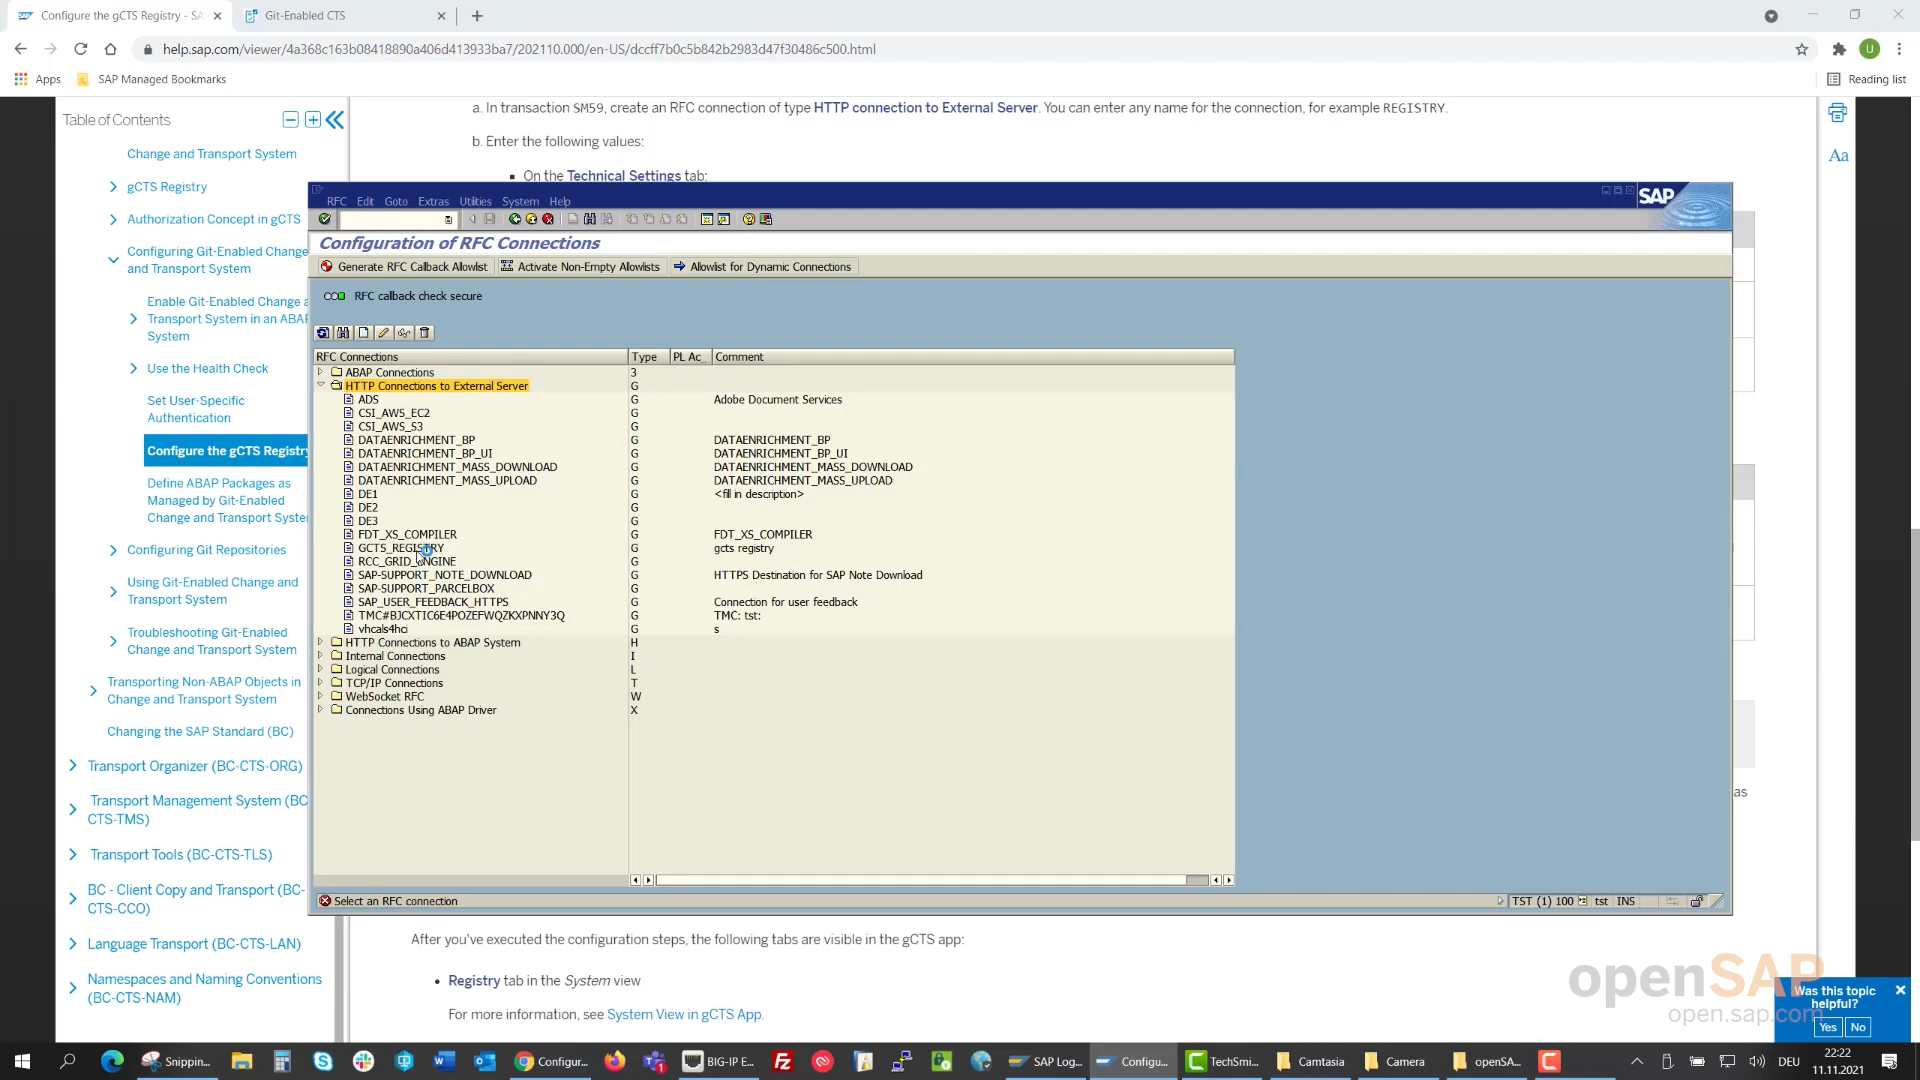 Configure the gCTS Registry - SA
Git-Enabled CTS
help.sap.com/viewer/4a368c163b08418890a406d413933ba7/202110.000/en-US/dccff7b0c5b842b2983d47f30486c500.html
U
Apps
SAP Managed Bookmarks
Reading list
Table of Contents
Change and Transport System
gCTS Registry
Authorization Concept in gCTS
Configuring Git-Enabled Change
and Transport System
Enable Git-Enabled Change a
Transport System in an ABA
System
Use the Health Check
Set User-Specific
Authentication
Configure the gCTS Registry
Define ABAP Packages as
Managed by Git-Enabled
Change and Transport Syste
Configuring Git Repositories
Using Git-Enabled Change and
Transport System
Troubleshooting Git-Enabled
Change and Transport System
Transporting Non-ABAP Objects in
Change and Transport System
Changing the SAP Standard (BC)
Transport Organizer (BC-CTS-ORG)
Transport Management System (BC
CTS-TMS)
Transport Tools (BC-CTS-TLS)
BC - Client Copy and Transport (BC-
CTS-CCO)
Language Transport (BC-CTS-LAN)
Namespaces and Naming Conventions
(BC-CTS-NAM)
a. In transaction SM59, create an RFC connection of type HTTP connection to External Server. You can enter any name for the connection, for example REGISTRY.
b. Enter the following values:
▪ On the Technical Settings tab:
Aa
RFC Edit Goto Extras Utilities System Help
SAP
Configuration of RFC Connections
Generate RFC Callback Allowlist
Activate Non-Empty Allowlists
Allowlist for Dynamic Connections
RFC callback check secure
RFC Connections Type PL Ac.. Comment
ABAP Connections 3
HTTP Connections to External Server G
ADS G Adobe Document Services
CSI_AWS_EC2 G
CSI_AWS_S3 G
DATAENRICHMENT_BP G DATAENRICHMENT_BP
DATAENRICHMENT_BP_UI G DATAENRICHMENT_BP_UI
DATAENRICHMENT_MASS_DOWNLOAD G DATAENRICHMENT_MASS_DOWNLOAD
DATAENRICHMENT_MASS_UPLOAD G DATAENRICHMENT_MASS_UPLOAD
DE1 G <fill in description>
DE2 G
DE3 G
FDT_XS_COMPILER G FDT_XS_COMPILER
GCTS_REGISTRY G gcts registry
RCC_GRID_ENGINE G
SAP-SUPPORT_NOTE_DOWNLOAD G HTTPS Destination for SAP Note Download
SAP-SUPPORT_PARCELBOX G
SAP_USER_FEEDBACK_HTTPS G Connection for user feedback
TMC#BJCXTIC6E4POZEFWQZKXPNNY3Q G TMC: tst:
vhcals4hci G s
HTTP Connections to ABAP System H
Internal Connections I
Logical Connections L
TCP/IP Connections T
WebSocket RFC W
Connections Using ABAP Driver X
Select an RFC connection
TST (1) 100 tst INS
as
After you've executed the configuration steps, the following tabs are visible in the gCTS app:
• Registry tab in the System view
For more information, see System View in gCTS App.
openSAP
open.sap.com
Was this topic
helpful?
Yes No
Snippin...
Configur...
BIG-IP E...
SAP Log...
Configu...
TechSmi...
Camtasia
Camera
openSA...
DEU
22:22
11.11.2021